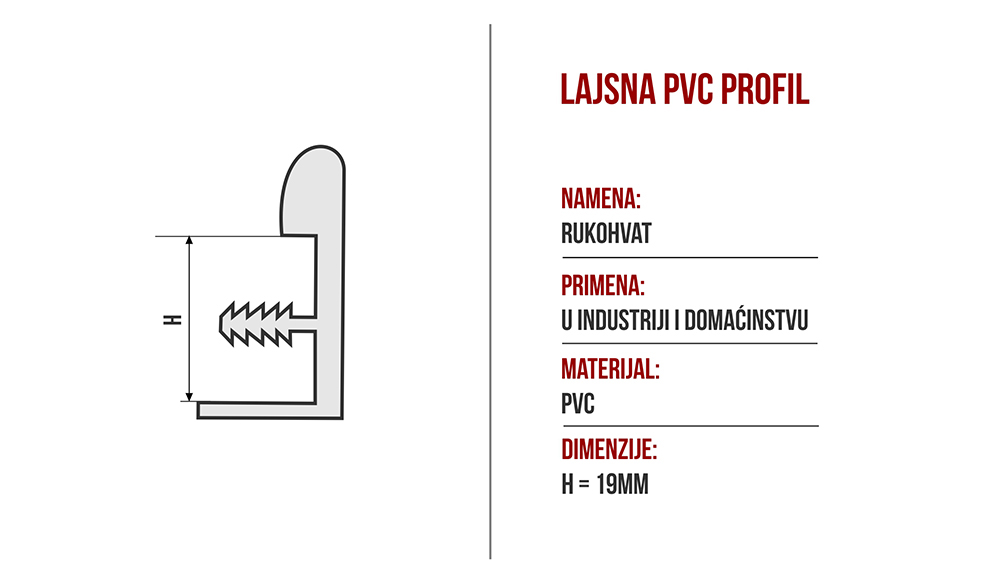 LAJSNA PVC PROFIL
NAMENA:
RUKOHVAT
PRIMENA:
U INDUSTRIJI I DOMAĆINSTVU
MATERIJAL:
PVC
DIMENZIJE:
H = 19MM
H